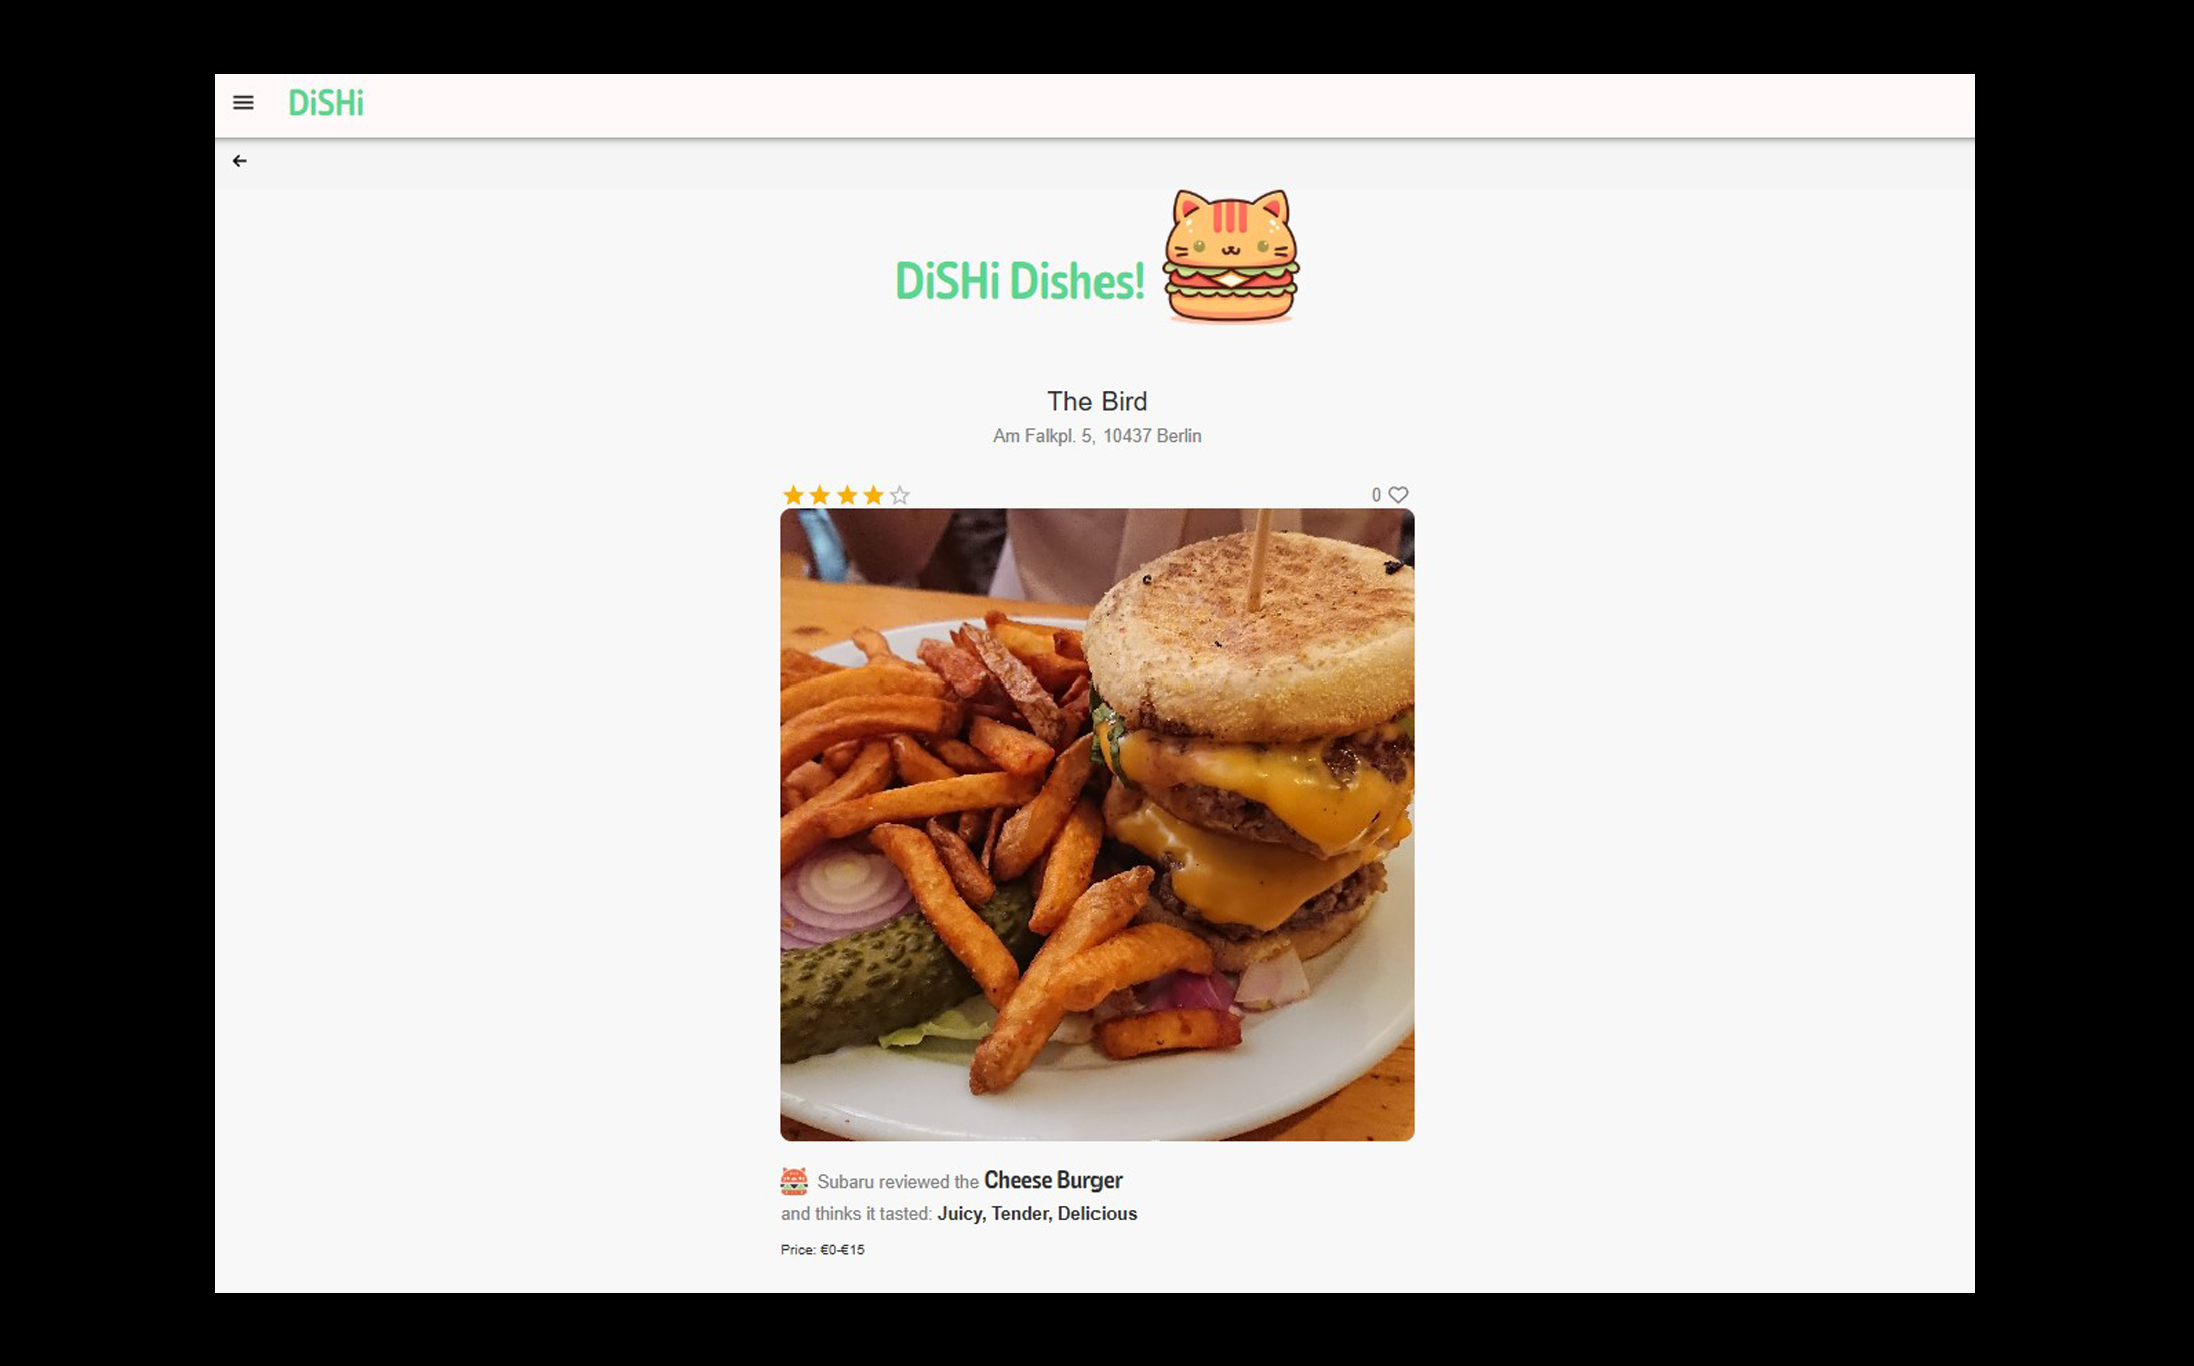 DiSHi
DiSHi Dishes!
The Bird
Am Falkpl. 5, 10437 Berlin
0
Subaru reviewed the Cheese Burger
and thinks it tasted: Juicy, Tender, Delicious
Price: €0-€15